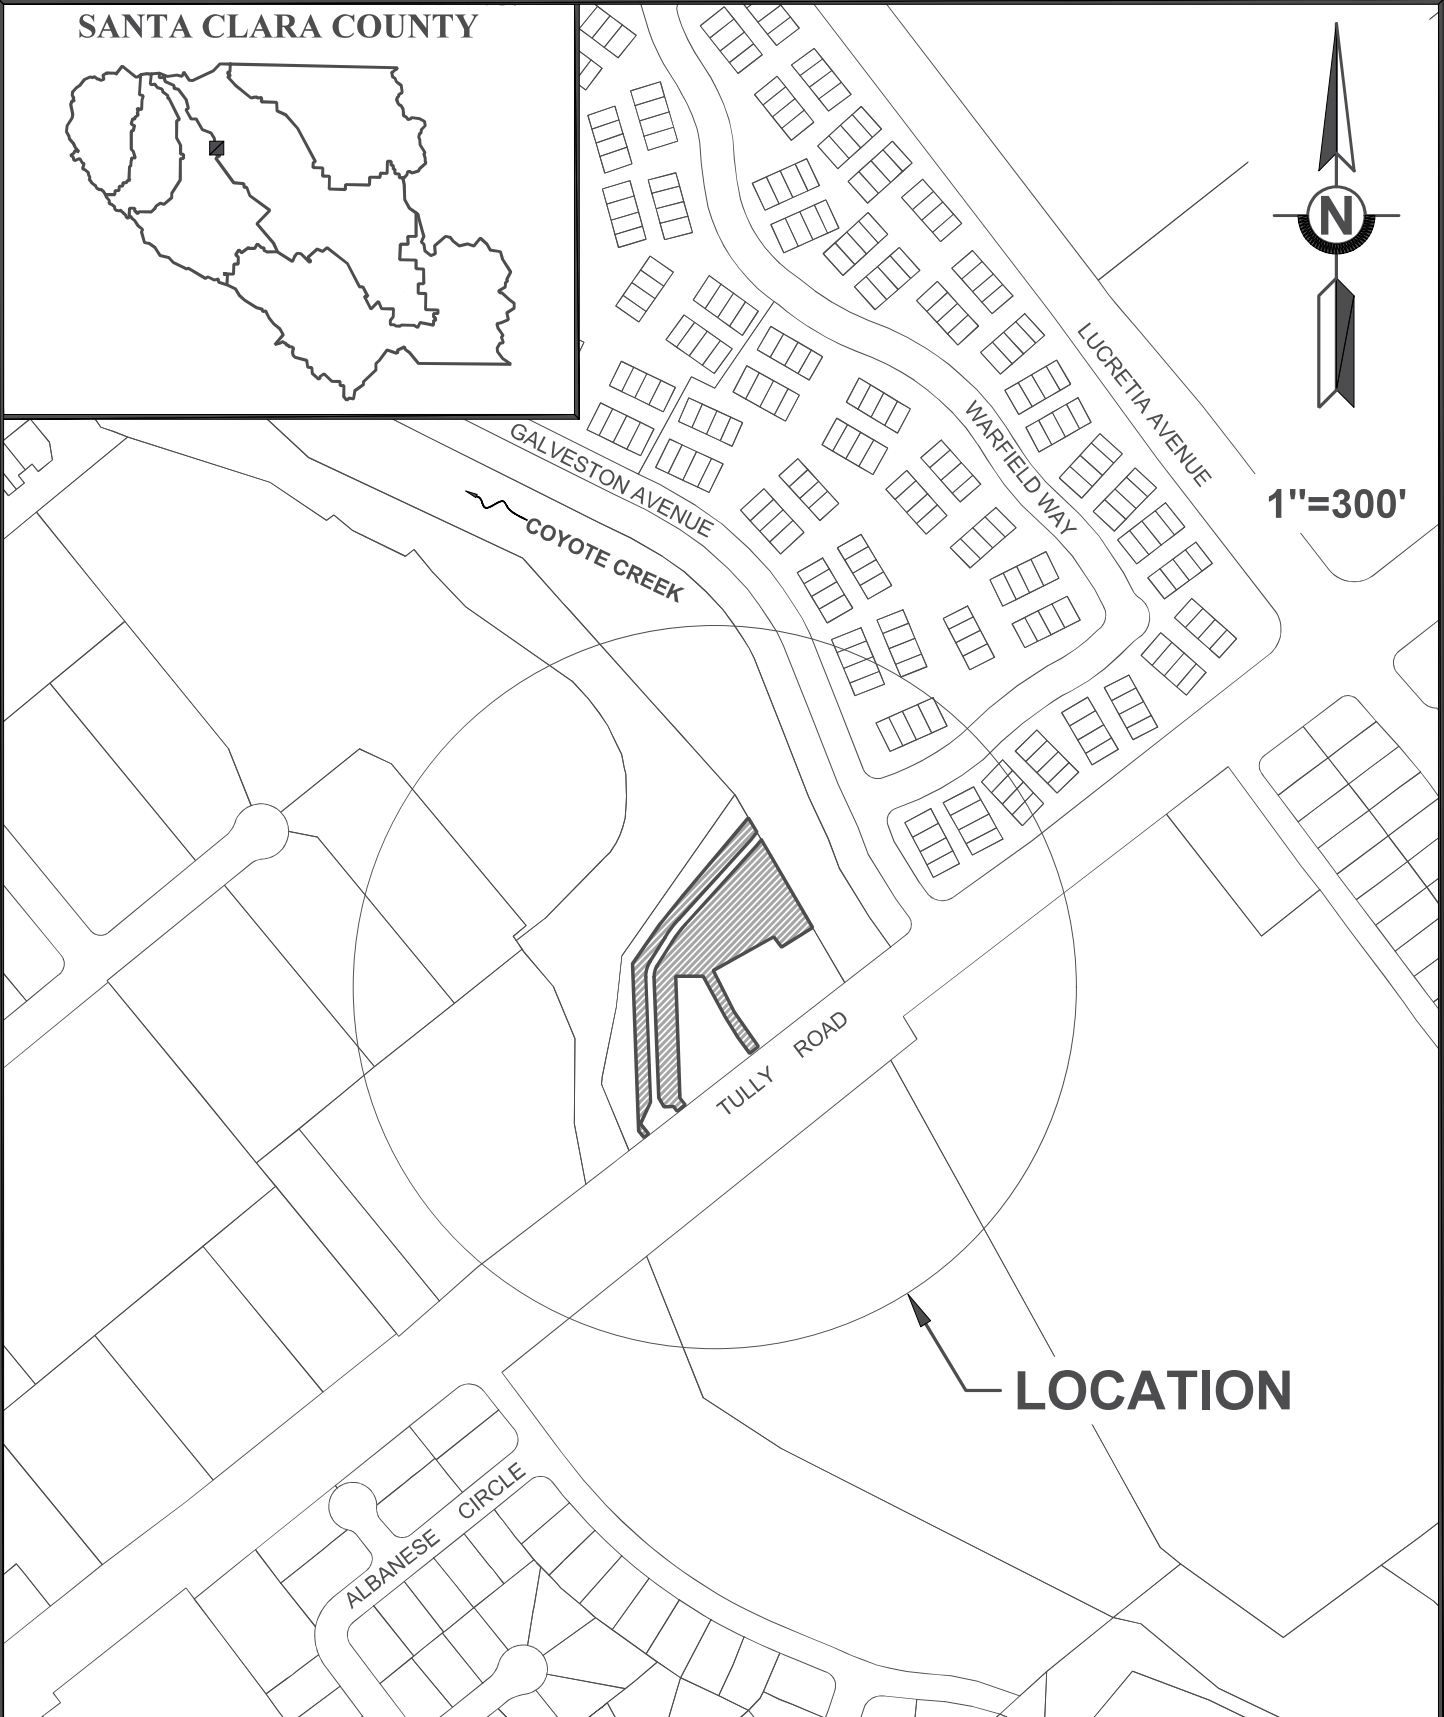 SANTA CLARA COUNTY
N
1"=300'
LUCRETIA AVENUE
WARFIELD WAY
GALVESTON AVENUE
COYOTE CREEK
TULLY ROAD
LOCATION
ALBANESE CIRCLE